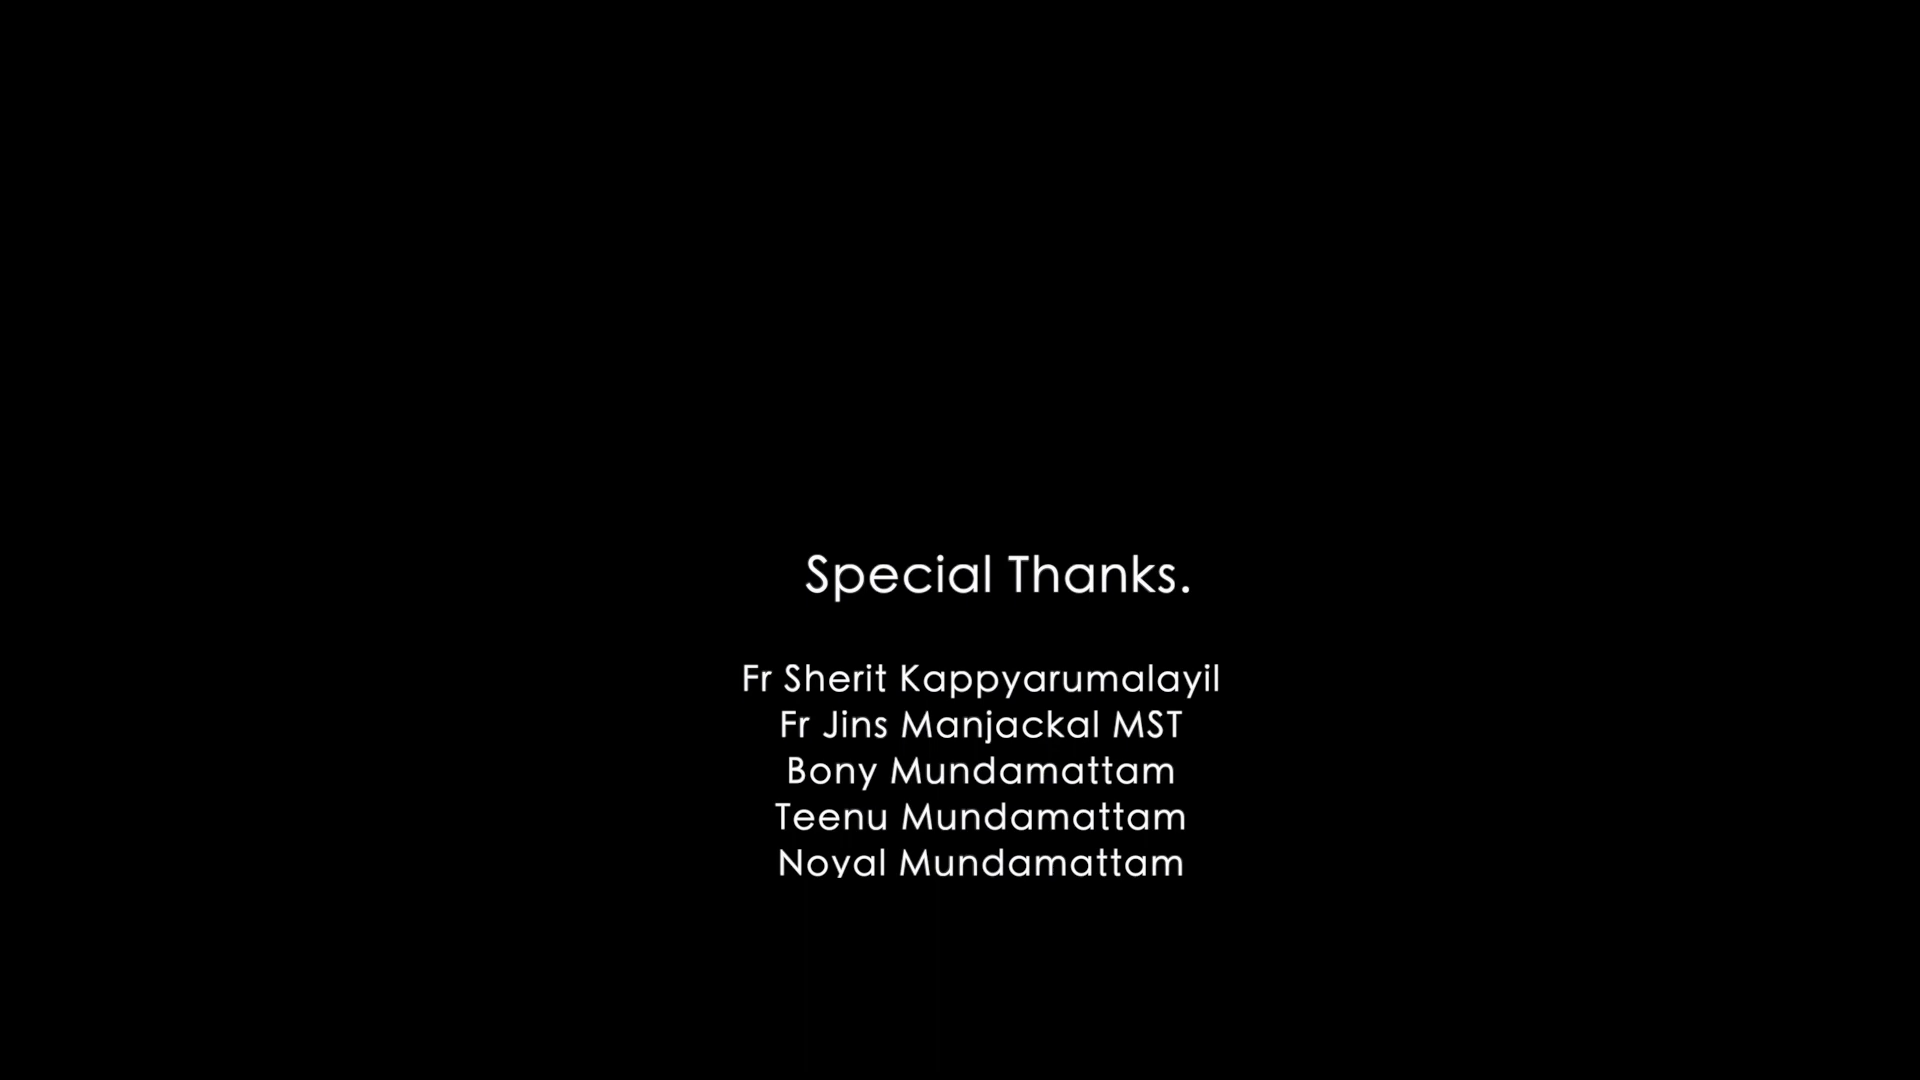 Special Thanks.
Fr Sherit Kappyarumalayil
Fr Jins Manjackal MST
Bony Mundamattam
Teenu Mundamattam
Noyal Mundamattam